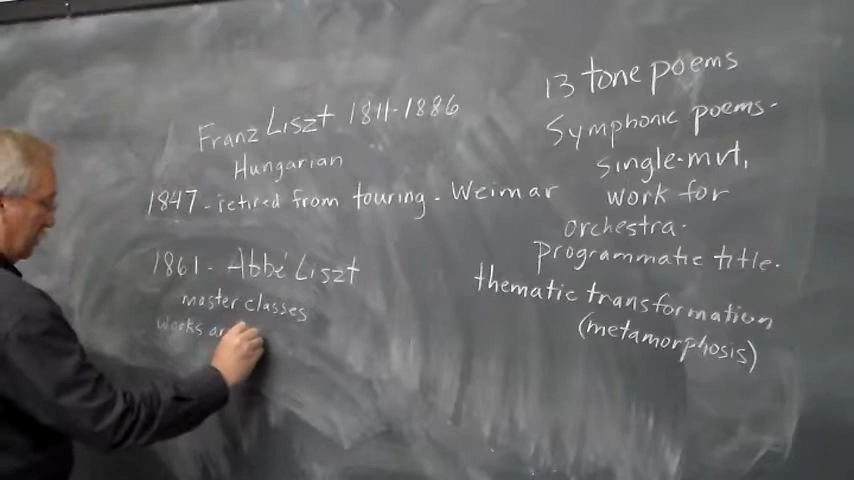 Franz Liszt 1811-1886
Hungarian
1847 - retired from touring. Weimar
1861 - Abbé Liszt
master classes
works
13 tone poems
Symphonic poems -
single-mvt,
work for
orchestra.
programmatic title.
thematic transformation
(metamorphosis)